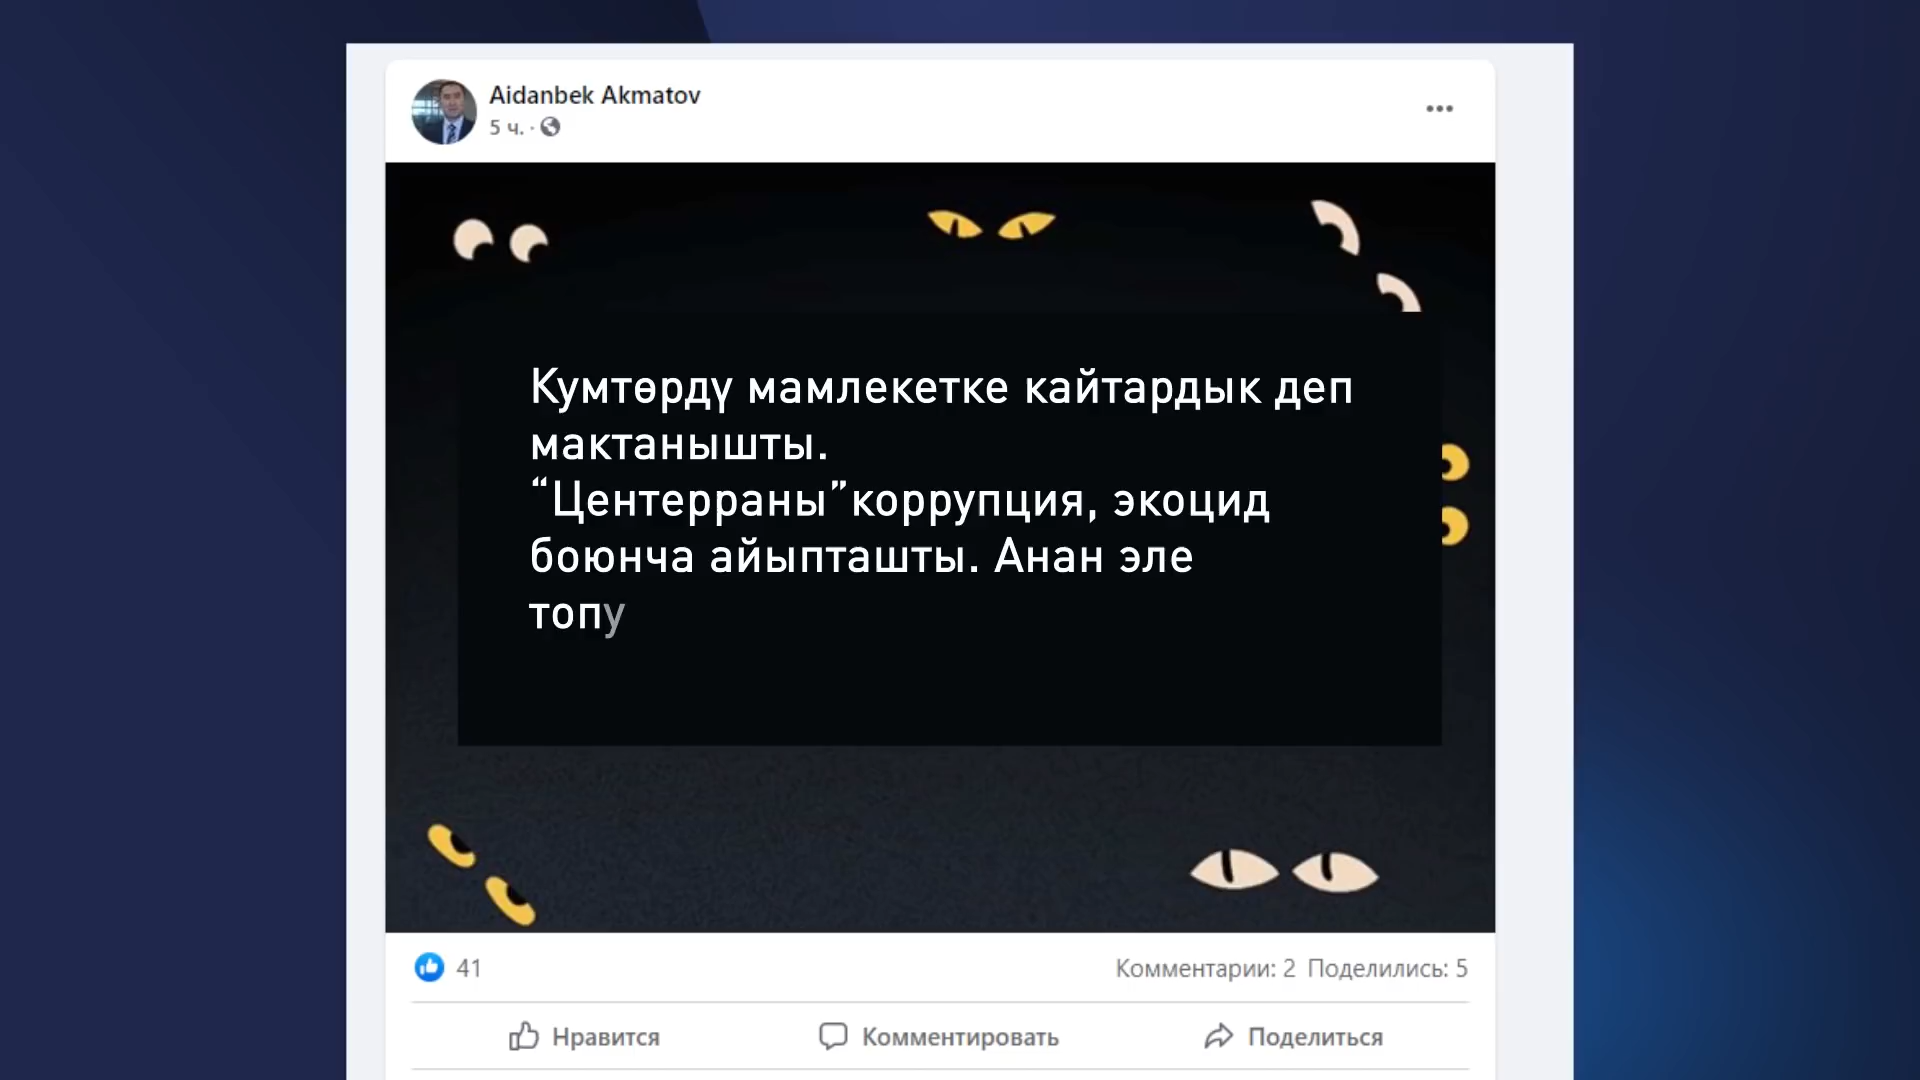 Aidanbek Akmatov
5 ч. ·
Кумтөрдү мамлекетке кайтардык деп
мактанышты.
“Центерраны”коррупция, экоцид
боюнча айыпташты. Анан эле
топу
41
Комментарии: 2 Поделились: 5
Нравится
Комментировать
Поделиться